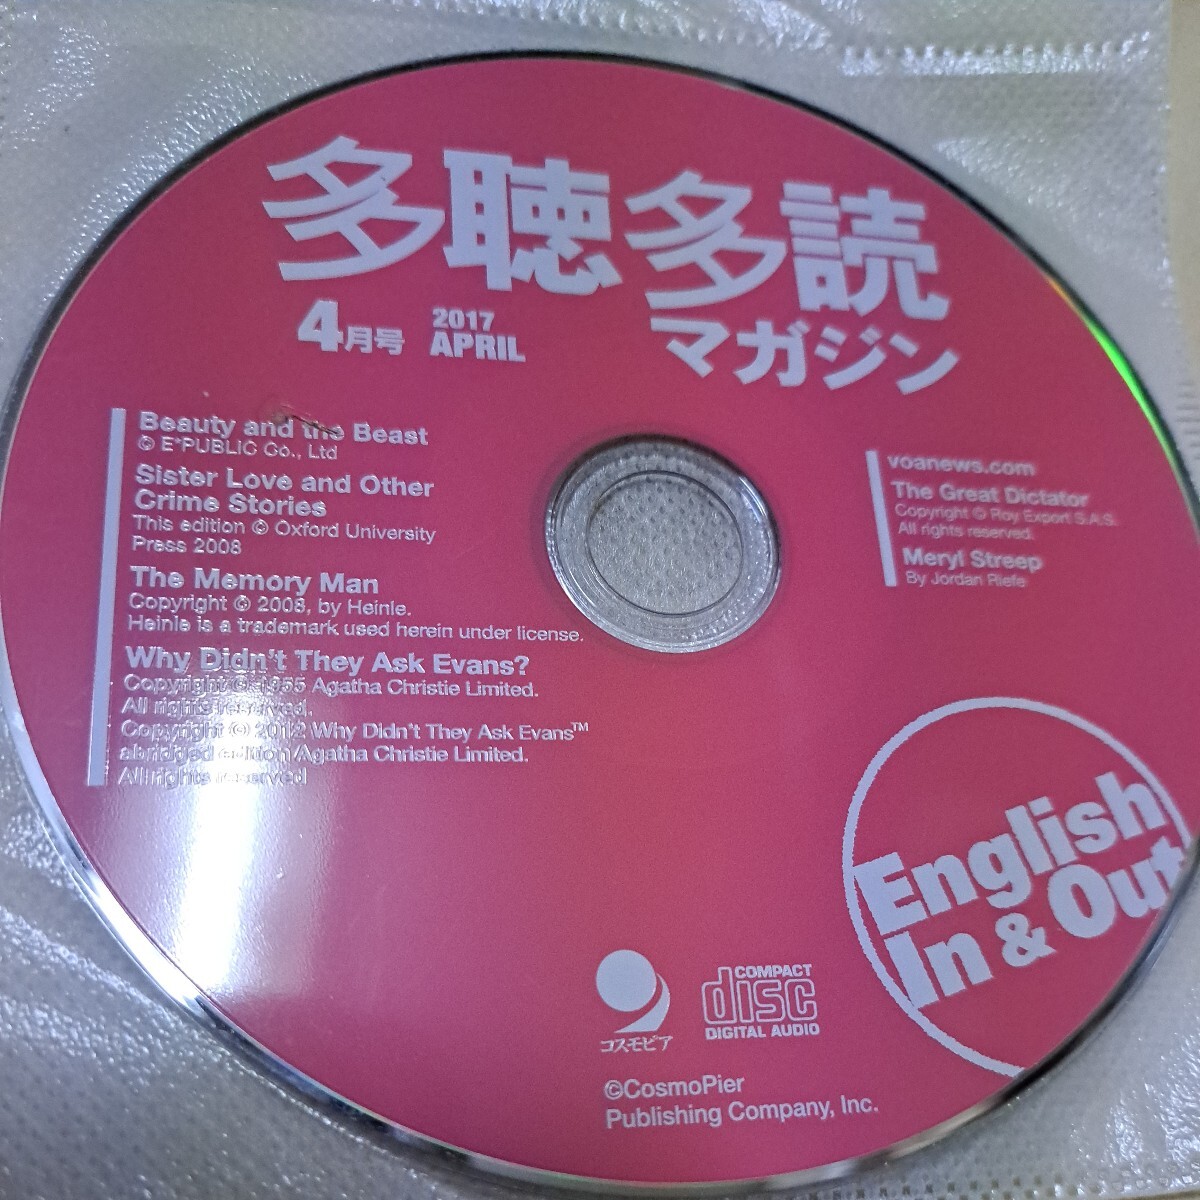 多聴多読
マガジン
4月号
2017
APRIL
Beauty and the Beast
© E*PUBLIC Co., Ltd
Sister Love and Other
Crime Stories
This edition © Oxford University
Press 2008
The Memory Man
Copyright © 2008, by Heinle.
Heinle is a trademark used herein under license.
Why Didn't They Ask Evans?
Copyright © 1955 Agatha Christie Limited.
All rights reserved.
Copyright © 2012 Why Didn't They Ask Evans™
abridged edition Agatha Christie Limited.
All rights reserved
voanews.com
The Great Dictator
Copyright © Roy Export S.A.S.
All rights reserved.
Meryl Streep
By Jordan Riefe
English
In & Out
コスモピア
COMPACT
disc
DIGITAL AUDIO
©CosmoPier
Publishing Company, Inc.